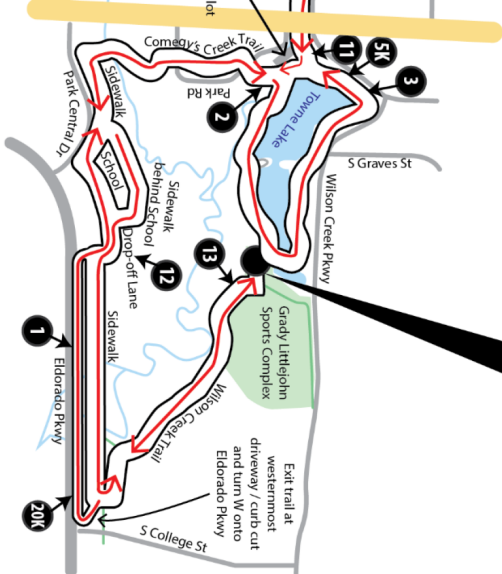 lot
Comegy's Creek Trail
11
5K
3
Park Rd
2
Towne Lake
S Graves St
Sidewalk
Park Central Dr
School
Sidewalk
behind School
Drop-off Lane
12
13
Wilson Creek Pkwy
Grady Littlejohn
Sports Complex
1
Sidewalk
Eldorado Pkwy
Wilson Creek Trail
Exit trail at
westernmost
driveway / curb cut
and turn W onto
Eldorado Pkwy
20K
S College St